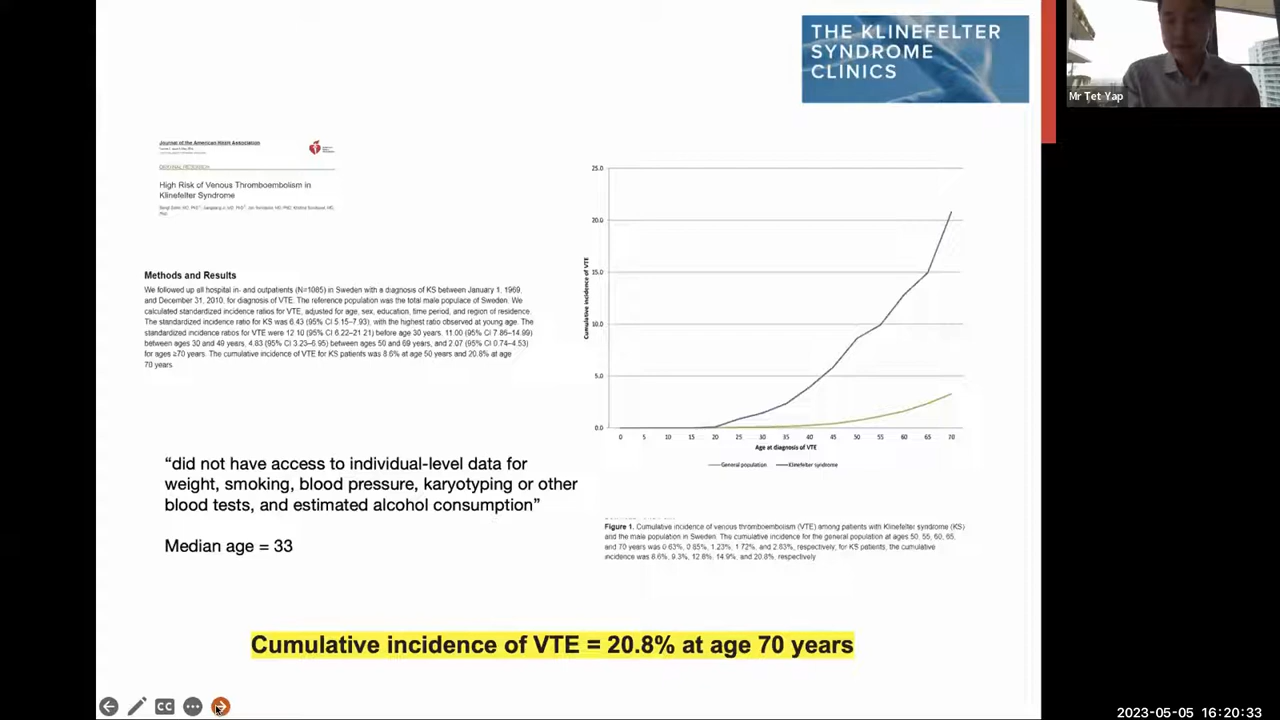 THE KLINEFELTER
SYNDROME
CLINICS
Mr Tet Yap
Journal of the American Heart Association
ORIGINAL RESEARCH
High Risk of Venous Thromboembolism in
Klinefelter Syndrome
Methods and Results
We followed up all hospital in- and outpatients (N=1085) in Sweden with a diagnosis of KS between January 1, 1969,
and December 31, 2010, for diagnosis of VTE. The reference population was the total male populace of Sweden. We
calculated standardized incidence ratios for VTE, adjusted for age, sex, education, time period, and region of residence.
The standardized incidence ratio for KS was 6.43 (95% CI 5.15–7.93), with the highest ratio observed at young age. The
standardized incidence ratios for VTE were 12.10 (95% CI 6.22–21.21) before age 30 years, 11.00 (95% CI 7.86–14.99)
between ages 30 and 49 years, 4.83 (95% CI 3.23–6.95) between ages 50 and 69 years, and 2.07 (95% CI 0.74–4.53)
for ages ≥70 years. The cumulative incidence of VTE for KS patients was 8.6% at age 50 years and 20.8% at age
70 years.
“did not have access to individual-level data for
weight, smoking, blood pressure, karyotyping or other
blood tests, and estimated alcohol consumption”
Median age = 33
25.0
20.0
15.0
10.0
5.0
0.0
Cumulative incidence of VTE
0 5 10 15 20 25 30 35 40 45 50 55 60 65 70
Age at diagnosis of VTE
General population Klinefelter syndrome
Figure 1. Cumulative incidence of venous thromboembolism (VTE) among patients with Klinefelter syndrome (KS)
and the male population in Sweden. The cumulative incidence for the general population at ages 50, 55, 60, 65,
and 70 years was 0.63%, 0.85%, 1.23%, 1.72%, and 2.83%, respectively; for KS patients, the cumulative
incidence was 8.6%, 9.3%, 12.8%, 14.9%, and 20.8%, respectively
Cumulative incidence of VTE = 20.8% at age 70 years
CC
2023-05-05 16:20:33